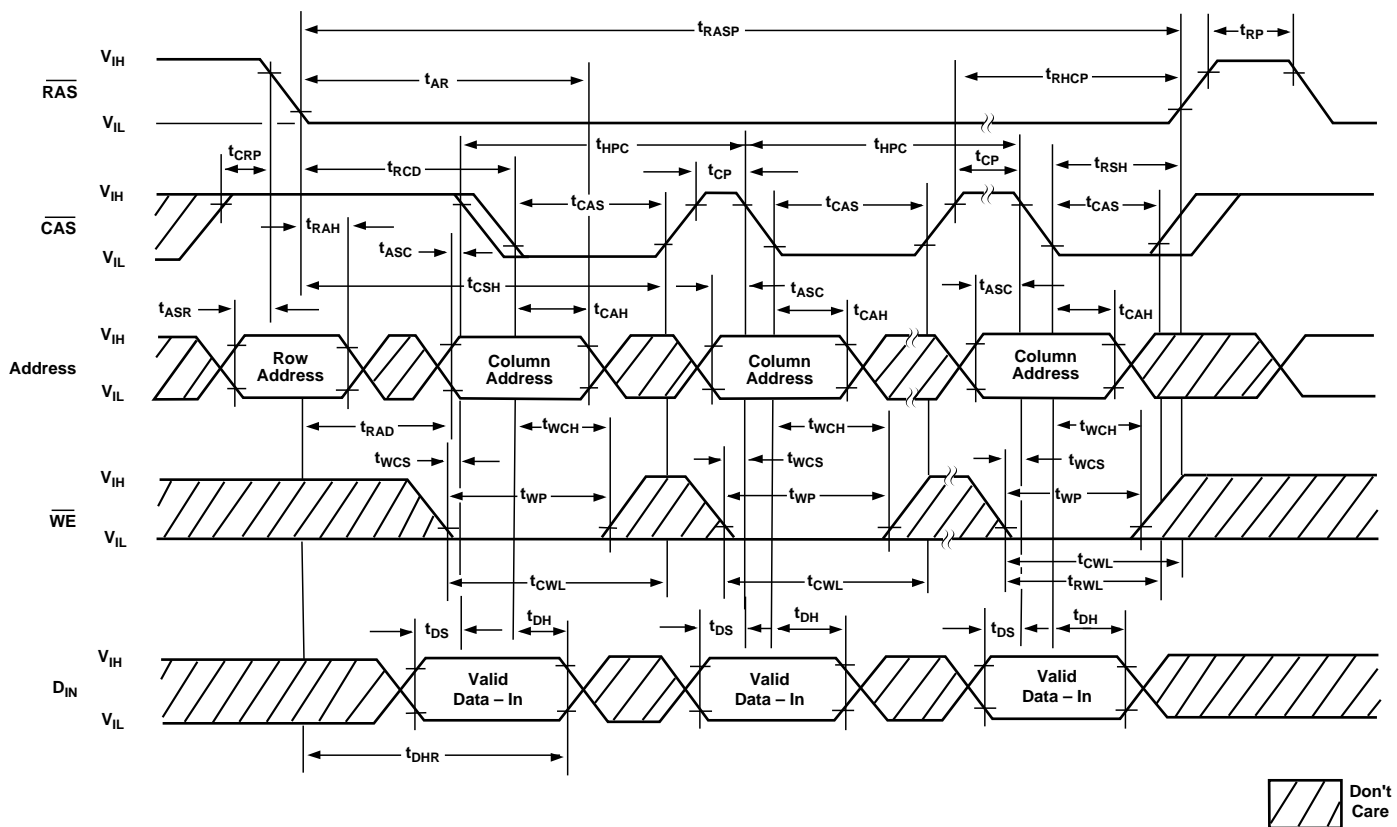 tRASP
tRP
VIH
RAS
VIL
tAR
tRHCP
tCRP
tHPC
tHPC
tRCD
tCP
tCP
tRSH
VIH
CAS
VIL
tCAS
tCAS
tCAS
tRAH
tASC
tCSH
tASC
tASC
tASR
tCAH
tCAH
tCAH
VIH
Address
VIL
Row
Address
Column
Address
Column
Address
Column
Address
tRAD
tWCH
tWCH
tWCH
tWCS
tWCS
tWCS
VIH
WE
VIL
tWP
tWP
tWP
tCWL
tCWL
tCWL
tRWL
tDS
tDH
tDS
tDH
tDS
tDH
VIH
DIN
VIL
Valid
Data – In
Valid
Data – In
Valid
Data – In
tDHR
Don't
Care